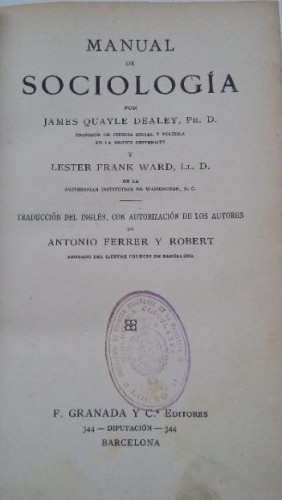 MANUAL
DE
SOCIOLOGÍA
POR
JAMES QUAYLE DEALEY, PH. D.
PROFESOR DE CIENCIA SOCIAL Y POLÍTICA
EN LA BROWN UNIVERSITY
Y
LESTER FRANK WARD, LL. D.
DE LA
SMITHSONIAN INSTITUTION DE WASHINGTON, D. C.
TRADUCCIÓN DEL INGLÉS, CON AUTORIZACIÓN DE LOS AUTORES
DE
ANTONIO FERRER Y ROBERT
ABOGADO DEL ILUSTRE COLEGIO DE BARCELONA
F. GRANADA Y C.ª EDITORES
344 — DIPUTACIÓN — 344
BARCELONA